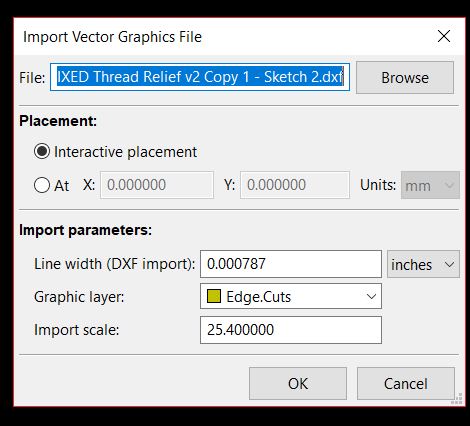 Import Vector Graphics File
File: IXED Thread Relief v2 Copy 1 - Sketch 2.dxf Browse
Placement:
Interactive placement
At X: 0.000000 Y: 0.000000 Units: mm
Import parameters:
Line width (DXF import): 0.000787 inches
Graphic layer: Edge.Cuts
Import scale: 25.400000
OK Cancel